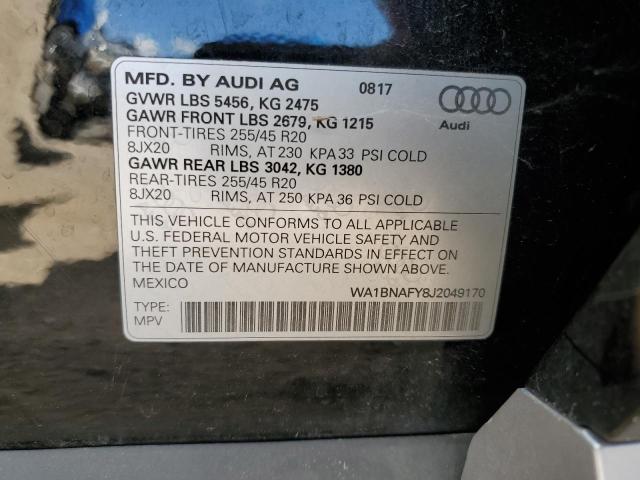 MFD. BY AUDI AG 0817
GVWR LBS 5456, KG 2475
GAWR FRONT LBS 2679, KG 1215
FRONT-TIRES 255/45 R20
8JX20 RIMS, AT 230 KPA 33 PSI COLD
GAWR REAR LBS 3042, KG 1380
REAR-TIRES 255/45 R20
8JX20 RIMS, AT 250 KPA 36 PSI COLD
Audi
THIS VEHICLE CONFORMS TO ALL APPLICABLE
U.S. FEDERAL MOTOR VEHICLE SAFETY AND
THEFT PREVENTION STANDARDS IN EFFECT ON
THE DATE OF MANUFACTURE SHOWN ABOVE.
MEXICO
WA1BNAFY8J2049170
TYPE:
MPV